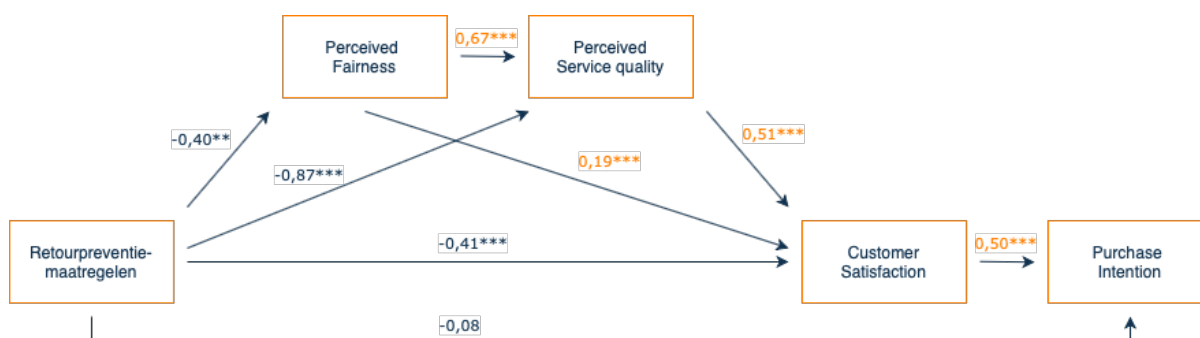 Perceived
Fairness
0,67***
Perceived
Service quality
-0,40**
-0,87***
0,19***
0,51***
Retourpreventie-
maatregelen
-0,41***
Customer
Satisfaction
0,50***
Purchase
Intention
-0,08